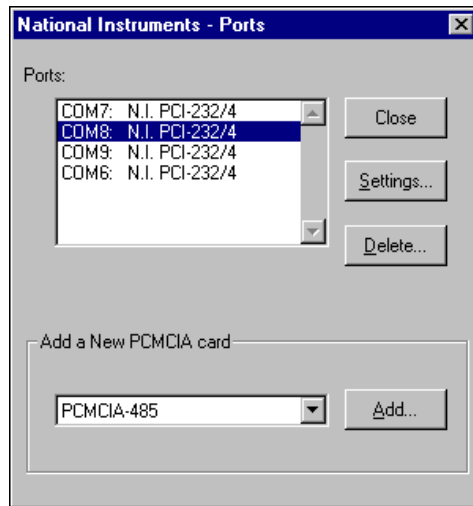 National Instruments - Ports
Ports:
COM7: N.I. PCI-232/4
COM8: N.I. PCI-232/4
COM9: N.I. PCI-232/4
COM6: N.I. PCI-232/4
Close
Settings...
Delete...
Add a New PCMCIA card
PCMCIA-485
Add...